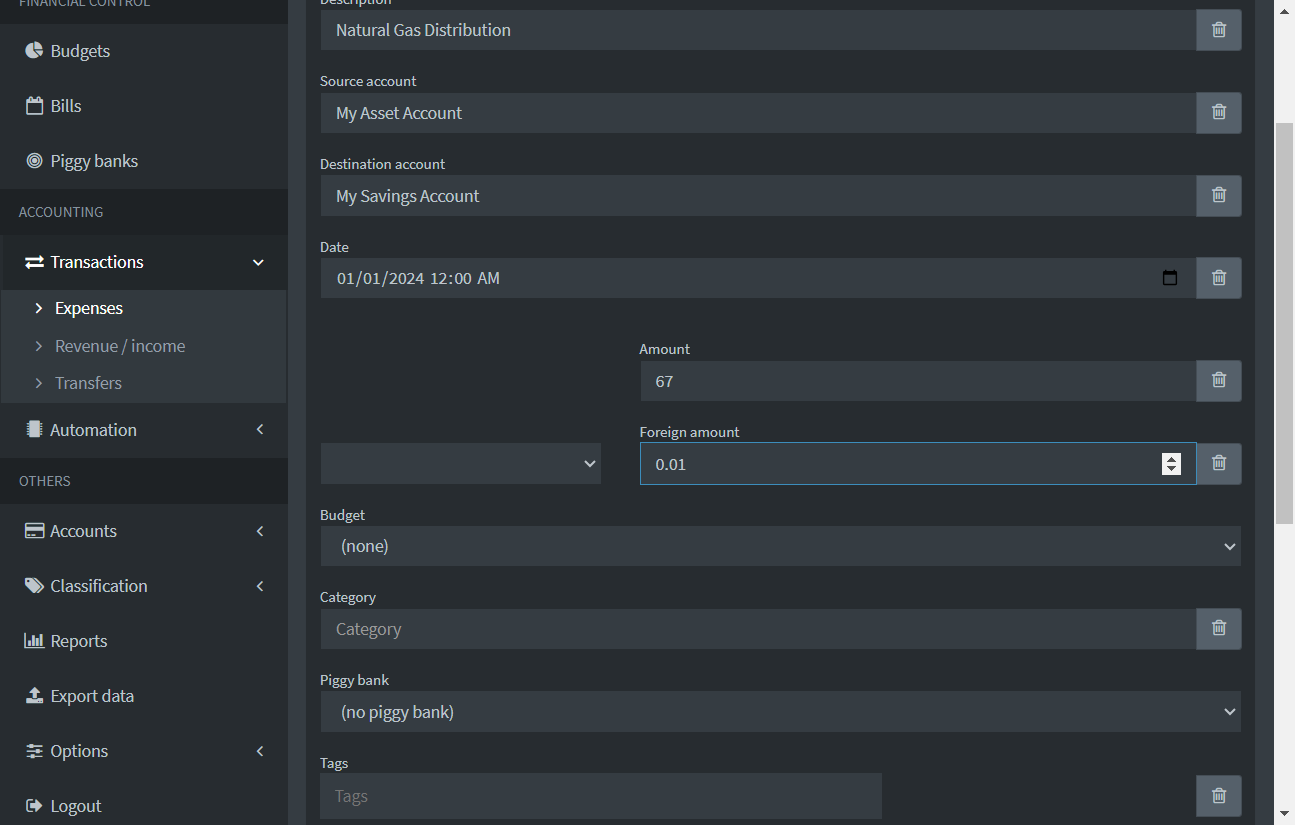 FINANCIAL CONTROL
Budgets
Bills
Piggy banks
ACCOUNTING
Transactions
Expenses
Revenue / income
Transfers
Automation
OTHERS
Accounts
Classification
Reports
Export data
Options
Logout
Description
Natural Gas Distribution
Source account
My Asset Account
Destination account
My Savings Account
Date
01/01/2024 12:00 AM
Amount
67
Foreign amount
0.01
Budget
(none)
Category
Category
Piggy bank
(no piggy bank)
Tags
Tags